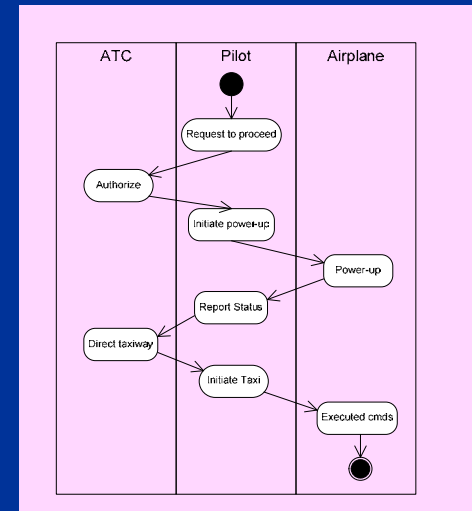 ATC Pilot Airplane
Request to proceed
Authorize
Initiate power-up
Power-up
Report Status
Direct taxiway
Initiate Taxi
Executed cmds